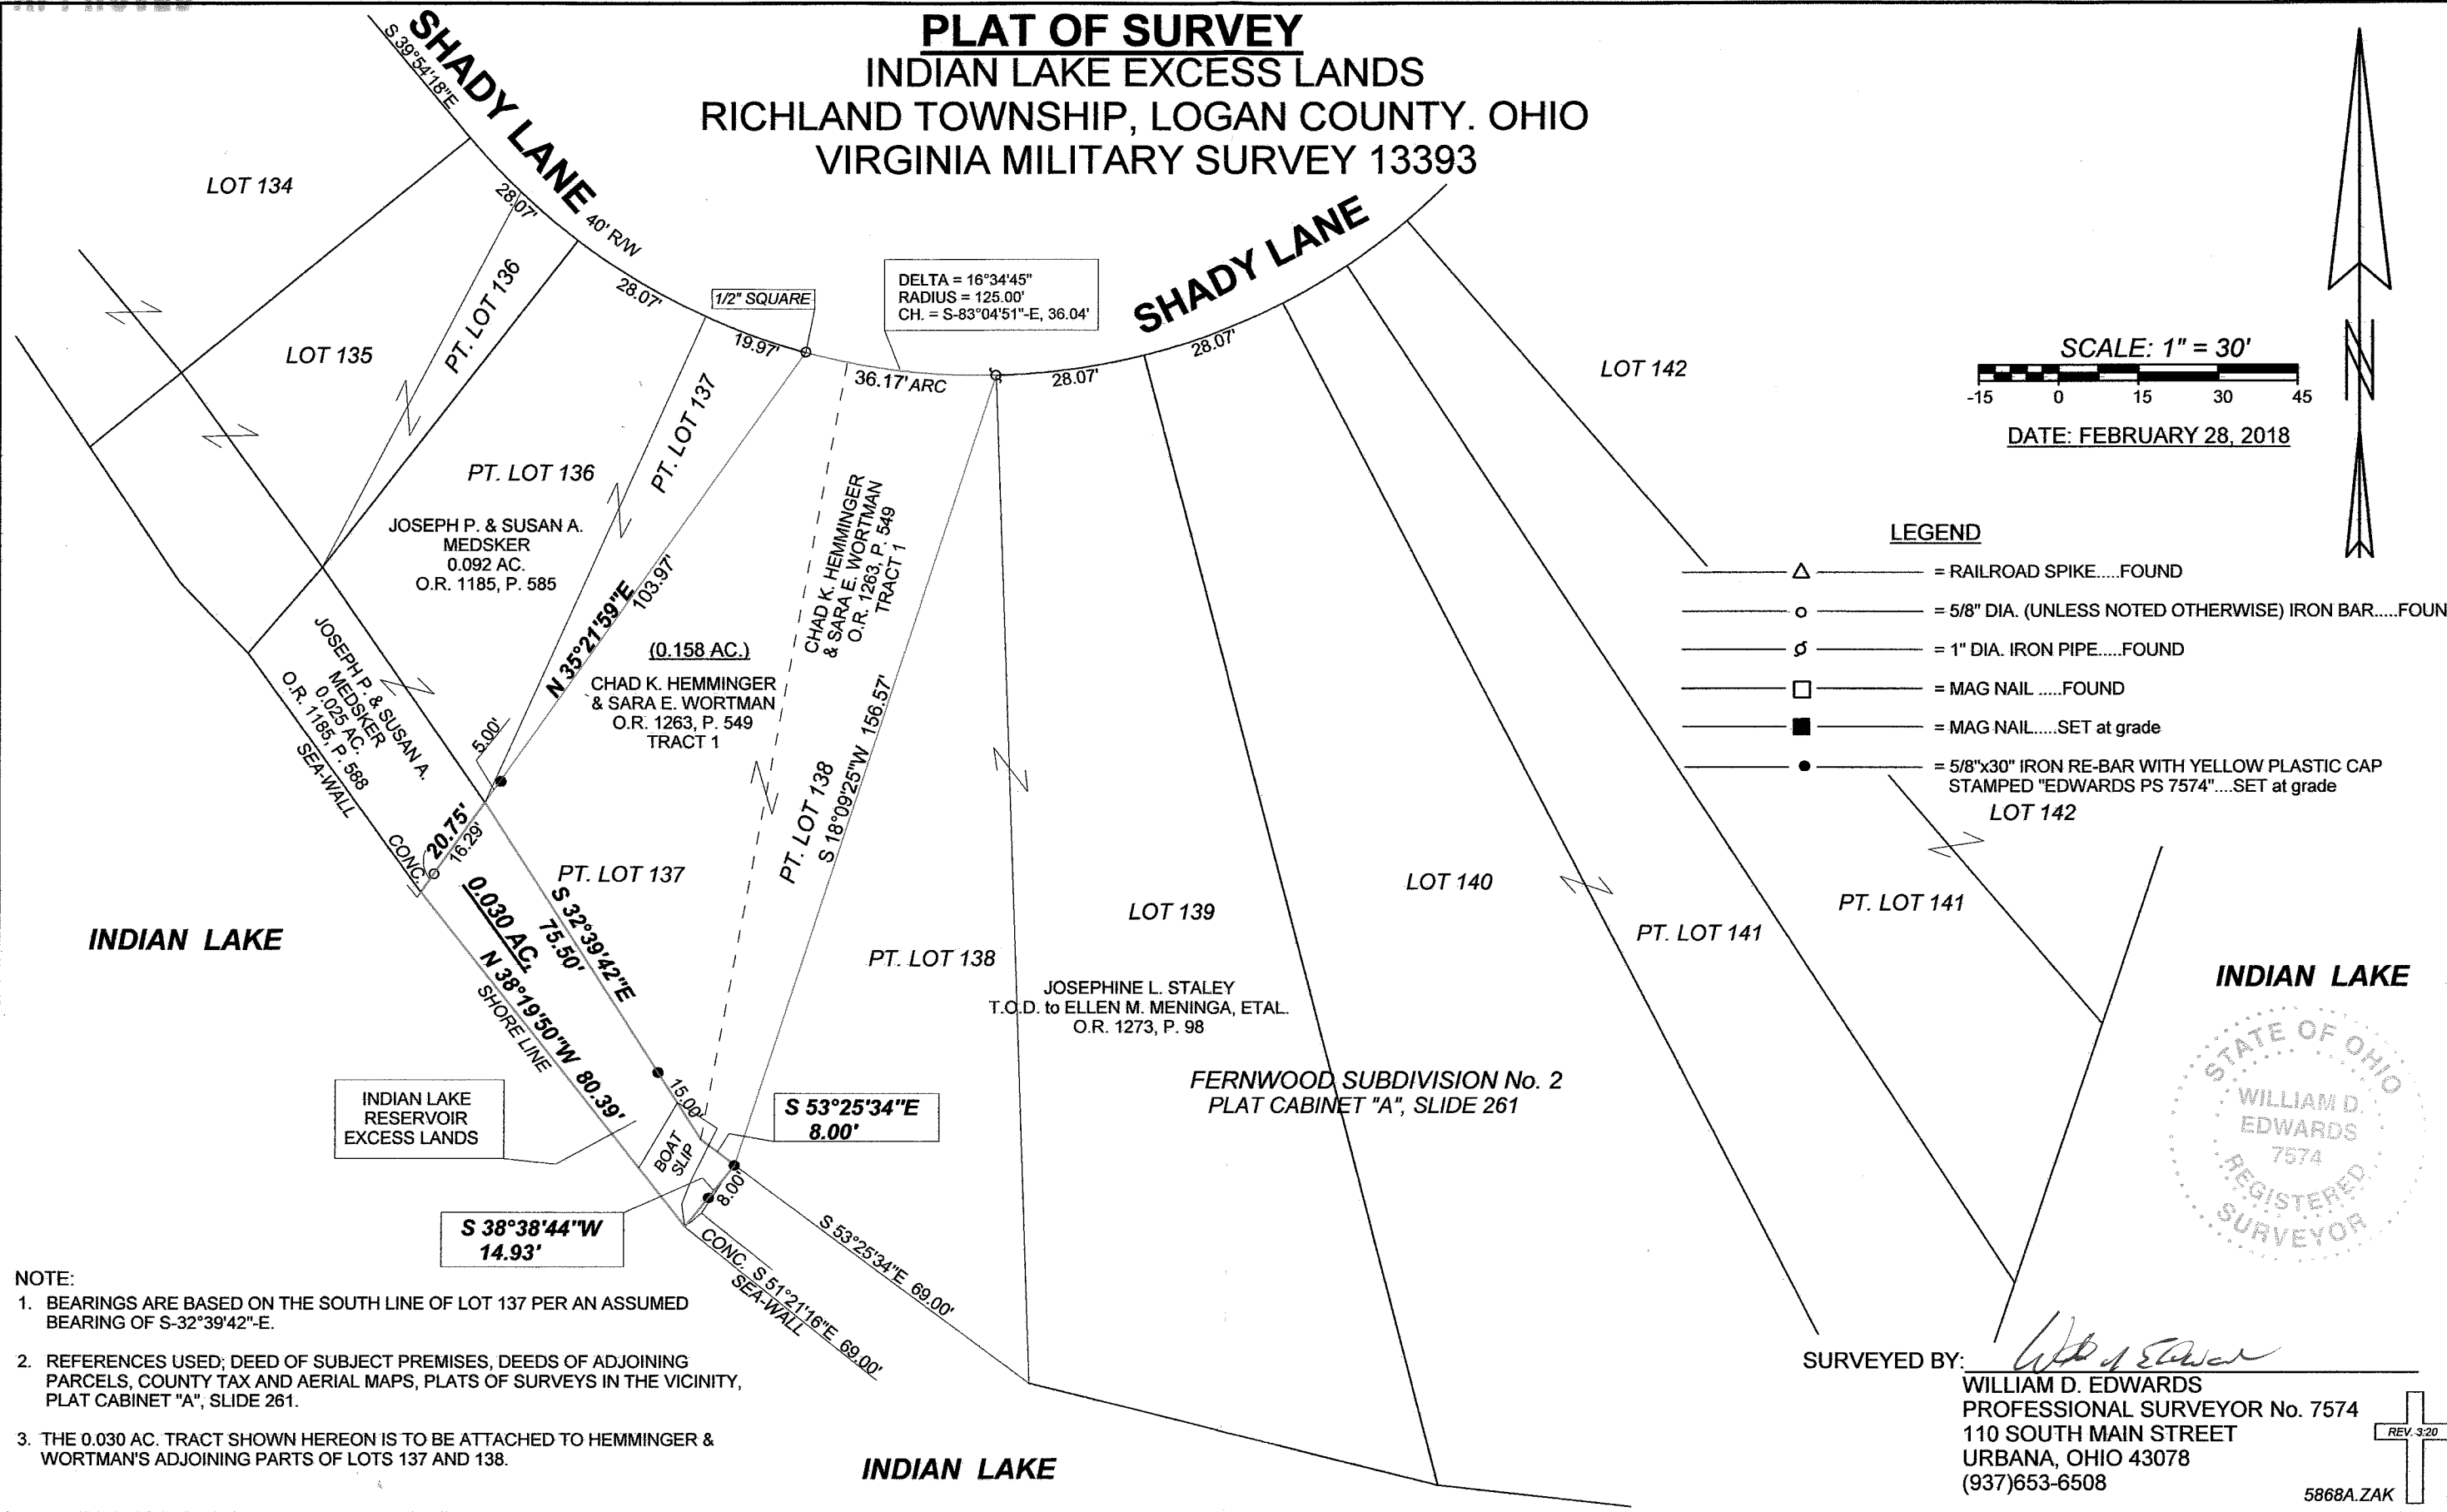 PLAT OF SURVEY
INDIAN LAKE EXCESS LANDS
RICHLAND TOWNSHIP, LOGAN COUNTY. OHIO
VIRGINIA MILITARY SURVEY 13393
SHADY LANE
S 39°54'18"E
40' R/W
LOT 134
28.07'
PT. LOT 136
28.07'
1/2" SQUARE
19.97'
DELTA = 16°34'45"
RADIUS = 125.00'
CH. = S-83°04'51"-E, 36.04'
36.17' ARC
SHADY LANE
28.07'
28.07'
LOT 142
LOT 135
PT. LOT 137
PT. LOT 136
JOSEPH P. & SUSAN A.
MEDSKER
0.092 AC.
O.R. 1185, P. 585
N 35°21'59"E
103.97'
CHAD K. HEMMINGER
& SARA E. WORTMAN
O.R. 1263, P. 549
TRACT 1
(0.158 AC.)
CHAD K. HEMMINGER
& SARA E. WORTMAN
O.R. 1263, P. 549
TRACT 1
PT. LOT 138
S 18°09'25"W 156.57'
JOSEPH P. & SUSAN A.
MEDSKER
0.025 AC.
O.R. 1185, P. 588
SEA-WALL
CONC.
5.00'
20.75'
16.29'
PT. LOT 137
0.030 AC.
S 32°39'42"E
75.50'
N 38°19'50"W 80.39'
SHORE LINE
INDIAN LAKE
INDIAN LAKE
RESERVOIR
EXCESS LANDS
15.00'
BOAT
SLIP
S 53°25'34"E
8.00'
8.00'
S 38°38'44"W
14.93'
CONC.
SEA-WALL
S 51°21'16"E 69.00'
S 53°25'34"E 69.00'
PT. LOT 138
LOT 139
JOSEPHINE L. STALEY
T.O.D. to ELLEN M. MENINGA, ETAL.
O.R. 1273, P. 98
LOT 140
PT. LOT 141
PT. LOT 141
LOT 142
FERNWOOD SUBDIVISION No. 2
PLAT CABINET "A", SLIDE 261
INDIAN LAKE
INDIAN LAKE
N
SCALE: 1" = 30'
-15 0 15 30 45
DATE: FEBRUARY 28, 2018
LEGEND
= RAILROAD SPIKE.....FOUND
= 5/8" DIA. (UNLESS NOTED OTHERWISE) IRON BAR.....FOUN
= 1" DIA. IRON PIPE.....FOUND
= MAG NAIL .....FOUND
= MAG NAIL.....SET at grade
= 5/8"x30" IRON RE-BAR WITH YELLOW PLASTIC CAP
STAMPED "EDWARDS PS 7574"....SET at grade
STATE OF OHIO
WILLIAM D.
EDWARDS
7574
REGISTERED
SURVEYOR
NOTE:
1. BEARINGS ARE BASED ON THE SOUTH LINE OF LOT 137 PER AN ASSUMED
BEARING OF S-32°39'42"-E.
2. REFERENCES USED; DEED OF SUBJECT PREMISES, DEEDS OF ADJOINING
PARCELS, COUNTY TAX AND AERIAL MAPS, PLATS OF SURVEYS IN THE VICINITY,
PLAT CABINET "A", SLIDE 261.
3. THE 0.030 AC. TRACT SHOWN HEREON IS TO BE ATTACHED TO HEMMINGER &
WORTMAN'S ADJOINING PARTS OF LOTS 137 AND 138.
SURVEYED BY:
WILLIAM D. EDWARDS
PROFESSIONAL SURVEYOR No. 7574
110 SOUTH MAIN STREET
URBANA, OHIO 43078
(937)653-6508
REV. 3:20
5868A.ZAK